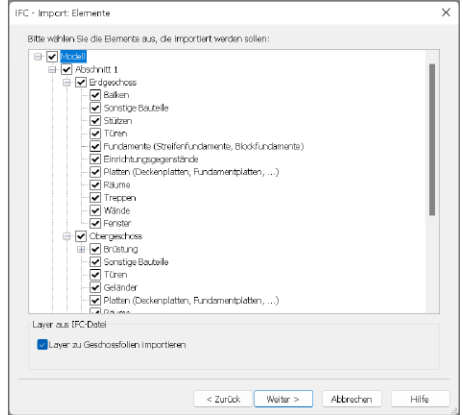 IFC - Import: Elemente
Bitte wählen Sie die Elemente aus, die importiert werden sollen:
Modell
Abschnitt 1
Erdgeschoss
Balken
Sonstige Bauteile
Stützen
Türen
Fundamente (Streifenfundamente, Blockfundamente)
Einrichtungsgegenstände
Platten (Deckenplatten, Fundamentplatten, ...)
Räume
Treppen
Wände
Fenster
Obergeschoss
Brüstung
Sonstige Bauteile
Türen
Geländer
Platten (Deckenplatten, Fundamentplatten, ...)
Räume
Layer aus IFC-Datei
Layer zu Geschossfolien importieren
< Zurück
Weiter >
Abbrechen
Hilfe